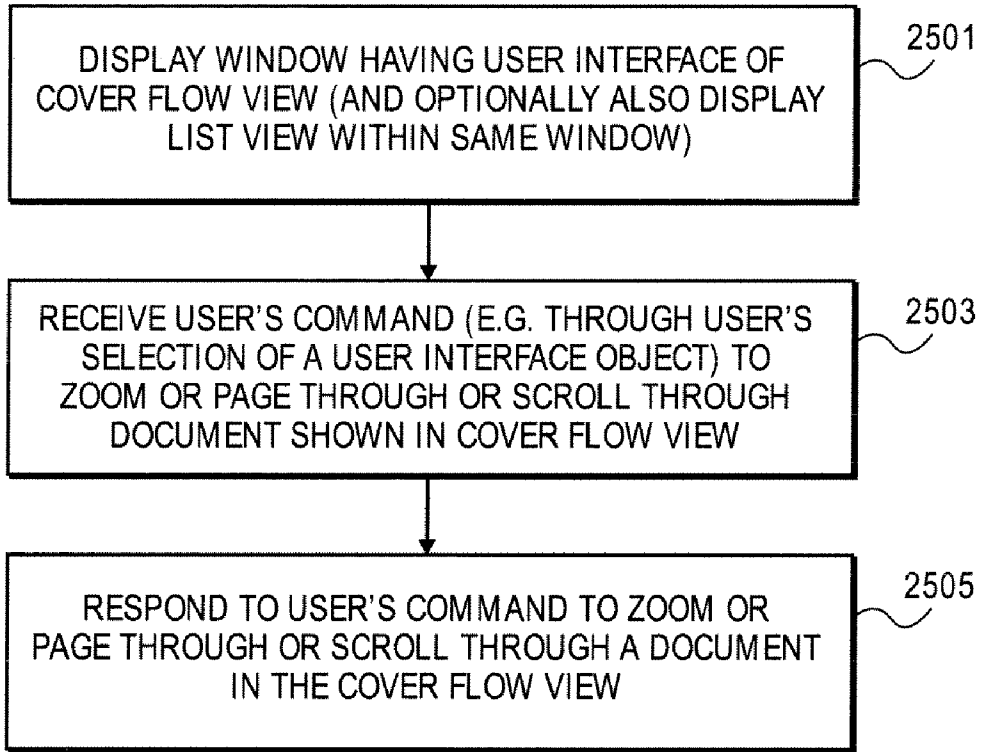 DISPLAY WINDOW HAVING USER INTERFACE OF
COVER FLOW VIEW (AND OPTIONALLY ALSO DISPLAY
LIST VIEW WITHIN SAME WINDOW)
2501
RECEIVE USER'S COMMAND (E.G. THROUGH USER'S
SELECTION OF A USER INTERFACE OBJECT) TO
ZOOM OR PAGE THROUGH OR SCROLL THROUGH
DOCUMENT SHOWN IN COVER FLOW VIEW
2503
RESPOND TO USER'S COMMAND TO ZOOM OR
PAGE THROUGH OR SCROLL THROUGH A DOCUMENT
IN THE COVER FLOW VIEW
2505